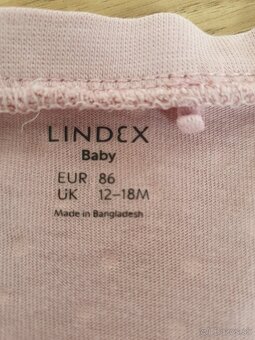 LINDEX
Baby
EUR 86
UK 12–18M
Made in Bangladesh